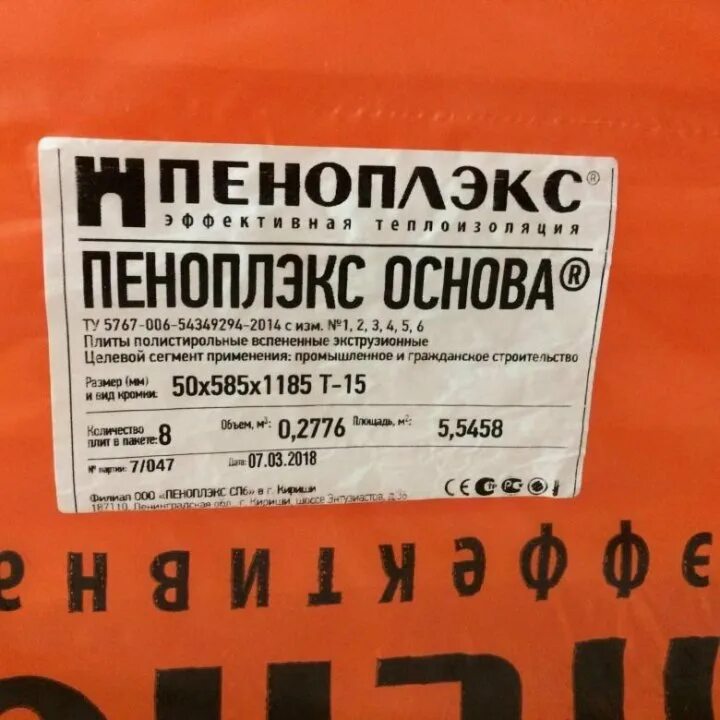 ПЕНОПЛЭКС®
ЭФФЕКТИВНАЯ ТЕПЛОИЗОЛЯЦИЯ
ПЕНОПЛЭКС ОСНОВА®
ТУ 5767-006-54349294-2014 с изм. №1, 2, 3, 4, 5, 6
Плиты полистирольные вспененные экструзионные
Целевой сегмент применения: промышленное и гражданское строительство
Размер (мм) и вид кромки: 50x585x1185 Т-15
Количество плит в пакете: 8 Объем, м³: 0,2776 Площадь, м²: 5,5458
№ партии: 7/047 Дата: 07.03.2018
Филиал ООО «ПЕНОПЛЭКС СПб» в г. Кириши
187110, Ленинградская обл., г. Кириши, шоссе Энтузиастов, д.36
ЭФФЕКТИВНА